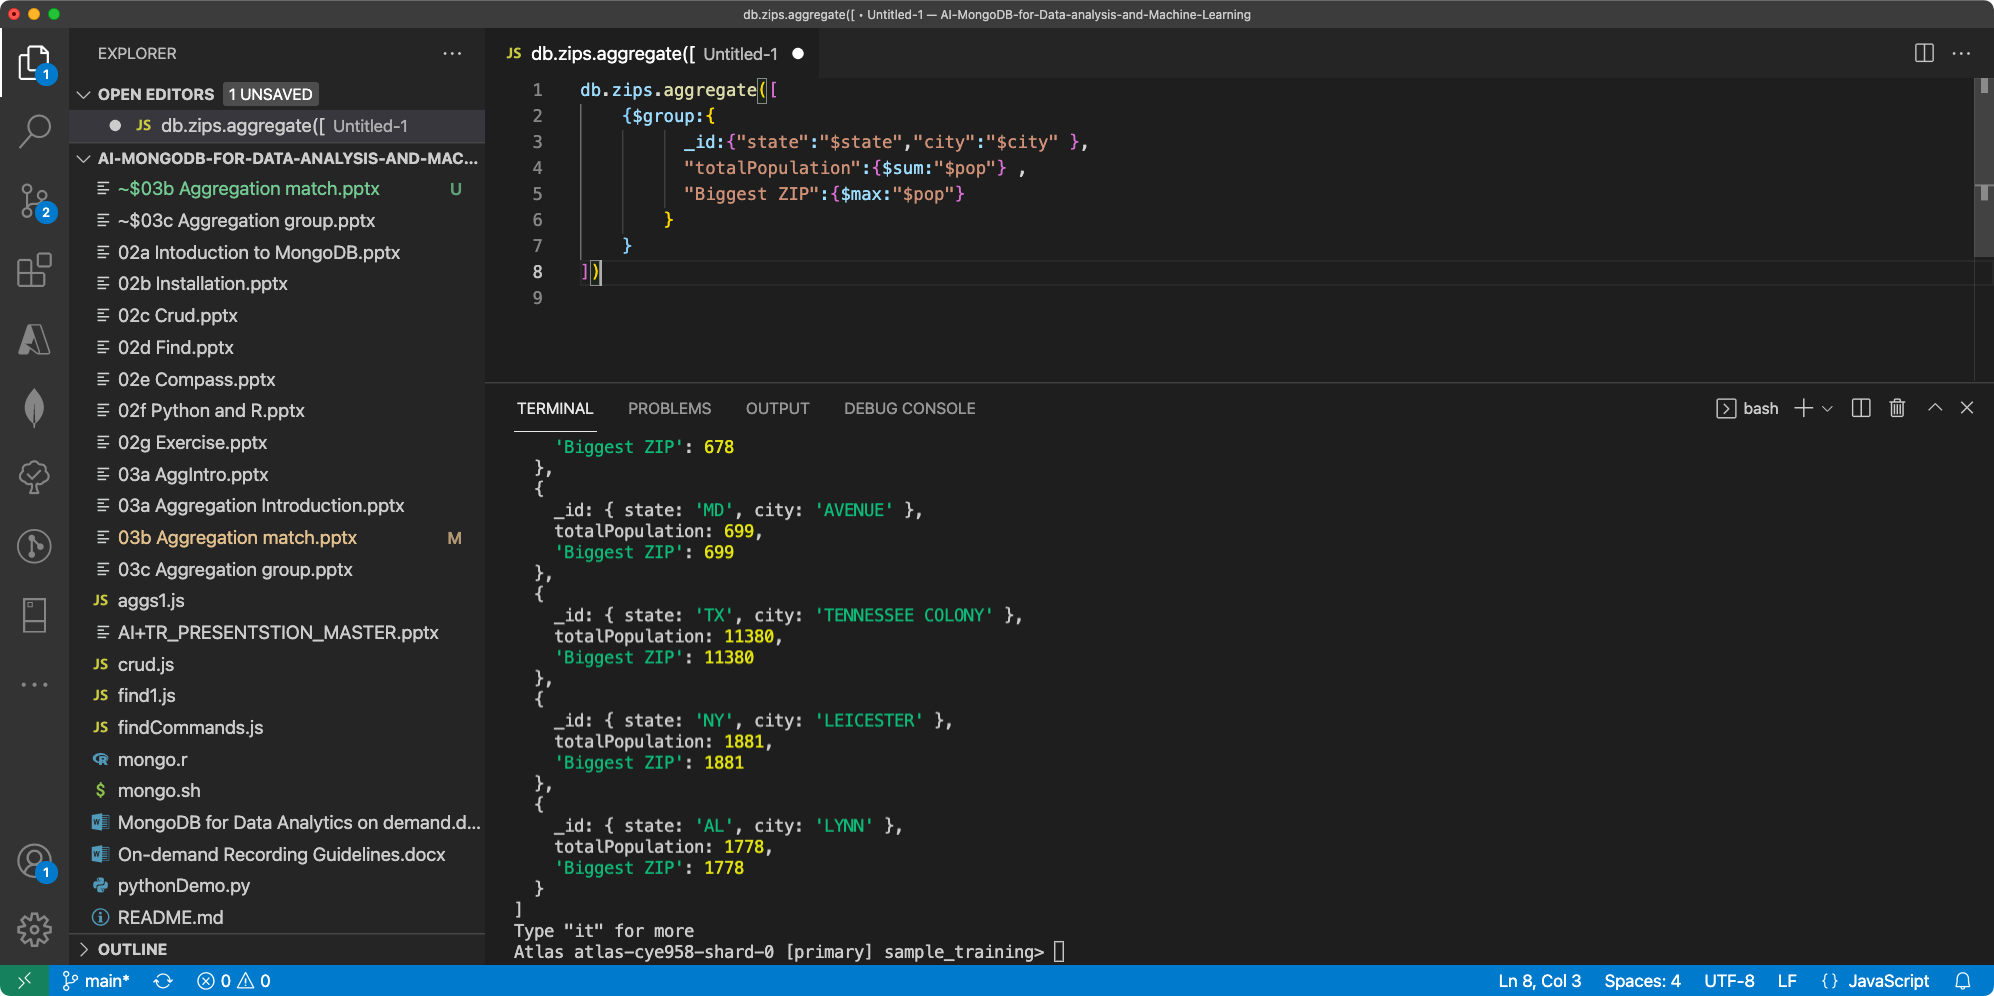 db.zips.aggregate([ • Untitled-1 — AI-MongoDB-for-Data-analysis-and-Machine-Learning
EXPLORER
OPEN EDITORS 1 UNSAVED
JS db.zips.aggregate([ Untitled-1
AI-MONGODB-FOR-DATA-ANALYSIS-AND-MAC...
~$03b Aggregation match.pptx U
~$03c Aggregation group.pptx
02a Intoduction to MongoDB.pptx
02b Installation.pptx
02c Crud.pptx
02d Find.pptx
02e Compass.pptx
02f Python and R.pptx
02g Exercise.pptx
03a AggIntro.pptx
03a Aggregation Introduction.pptx
03b Aggregation match.pptx M
03c Aggregation group.pptx
JS aggs1.js
AI+TR_PRESENTSTION_MASTER.pptx
JS crud.js
JS find1.js
JS findCommands.js
R mongo.r
$ mongo.sh
W MongoDB for Data Analytics on demand.d...
W On-demand Recording Guidelines.docx
pythonDemo.py
README.md
OUTLINE
1
2
1
JS db.zips.aggregate([ Untitled-1
1 db.zips.aggregate([
2 {$group:{
3 _id:{"state":"$state","city":"$city" },
4 "totalPopulation":{$sum:"$pop"} ,
5 "Biggest ZIP":{$max:"$pop"}
6 }
7 }
8 ])
9
TERMINAL PROBLEMS OUTPUT DEBUG CONSOLE bash
'Biggest ZIP': 678
},
{
_id: { state: 'MD', city: 'AVENUE' },
totalPopulation: 699,
'Biggest ZIP': 699
},
{
_id: { state: 'TX', city: 'TENNESSEE COLONY' },
totalPopulation: 11380,
'Biggest ZIP': 11380
},
{
_id: { state: 'NY', city: 'LEICESTER' },
totalPopulation: 1881,
'Biggest ZIP': 1881
},
{
_id: { state: 'AL', city: 'LYNN' },
totalPopulation: 1778,
'Biggest ZIP': 1778
}
]
Type "it" for more
Atlas atlas-cye958-shard-0 [primary] sample_training>
main* 0 0 Ln 8, Col 3 Spaces: 4 UTF-8 LF {} JavaScript